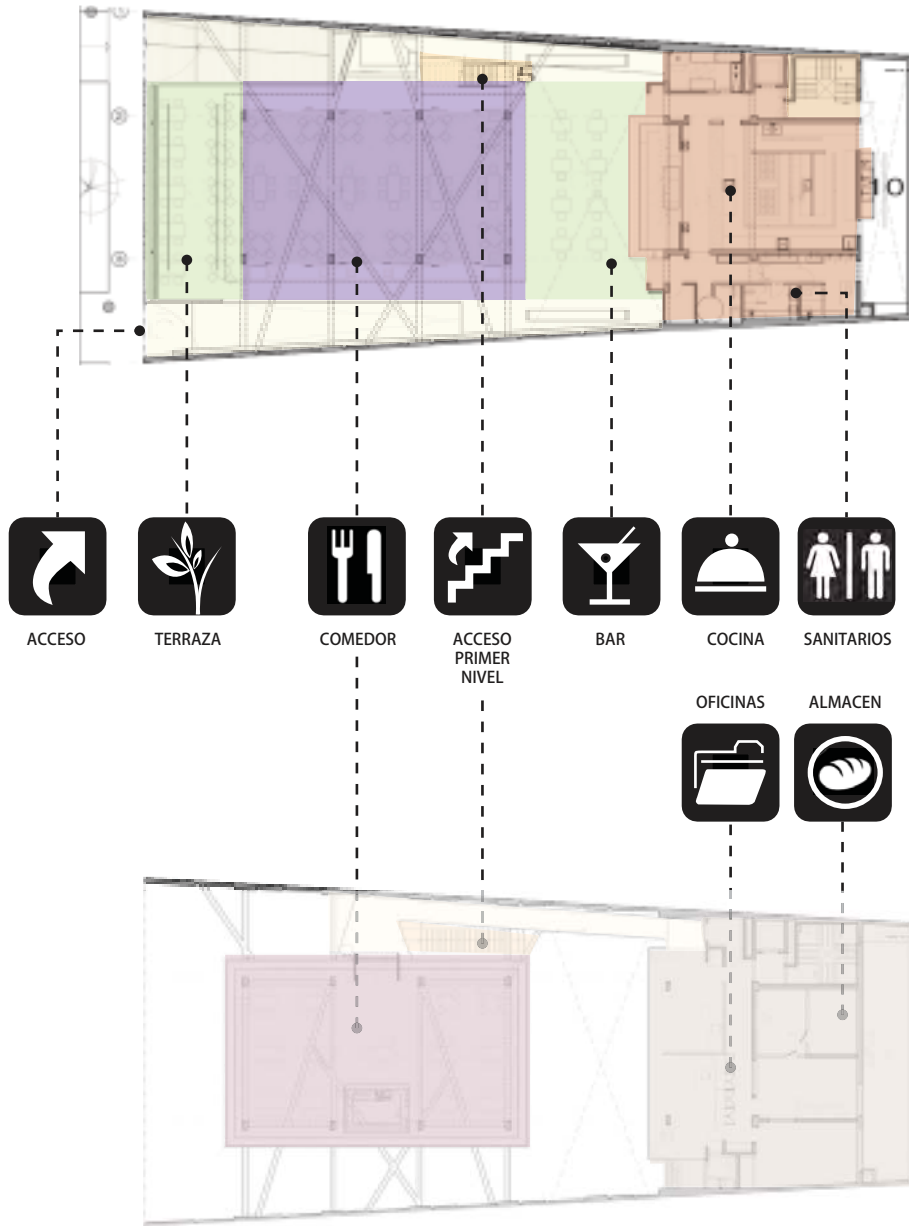 ACCESO
TERRAZA
COMEDOR
ACCESO
PRIMER
NIVEL
BAR
COCINA
SANITARIOS
OFICINAS
ALMACEN